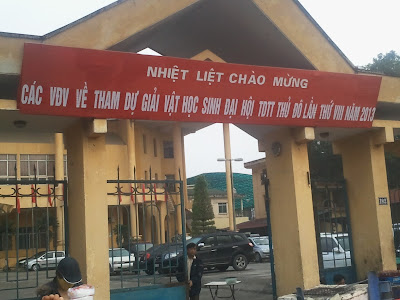 NHIỆT LIỆT CHÀO MỪNG
CÁC VĐV VỀ THAM DỰ GIẢI VẬT HỌC SINH ĐẠI HỘI TDTT THỦ ĐÔ LẦN THỨ VIII NĂM 2013